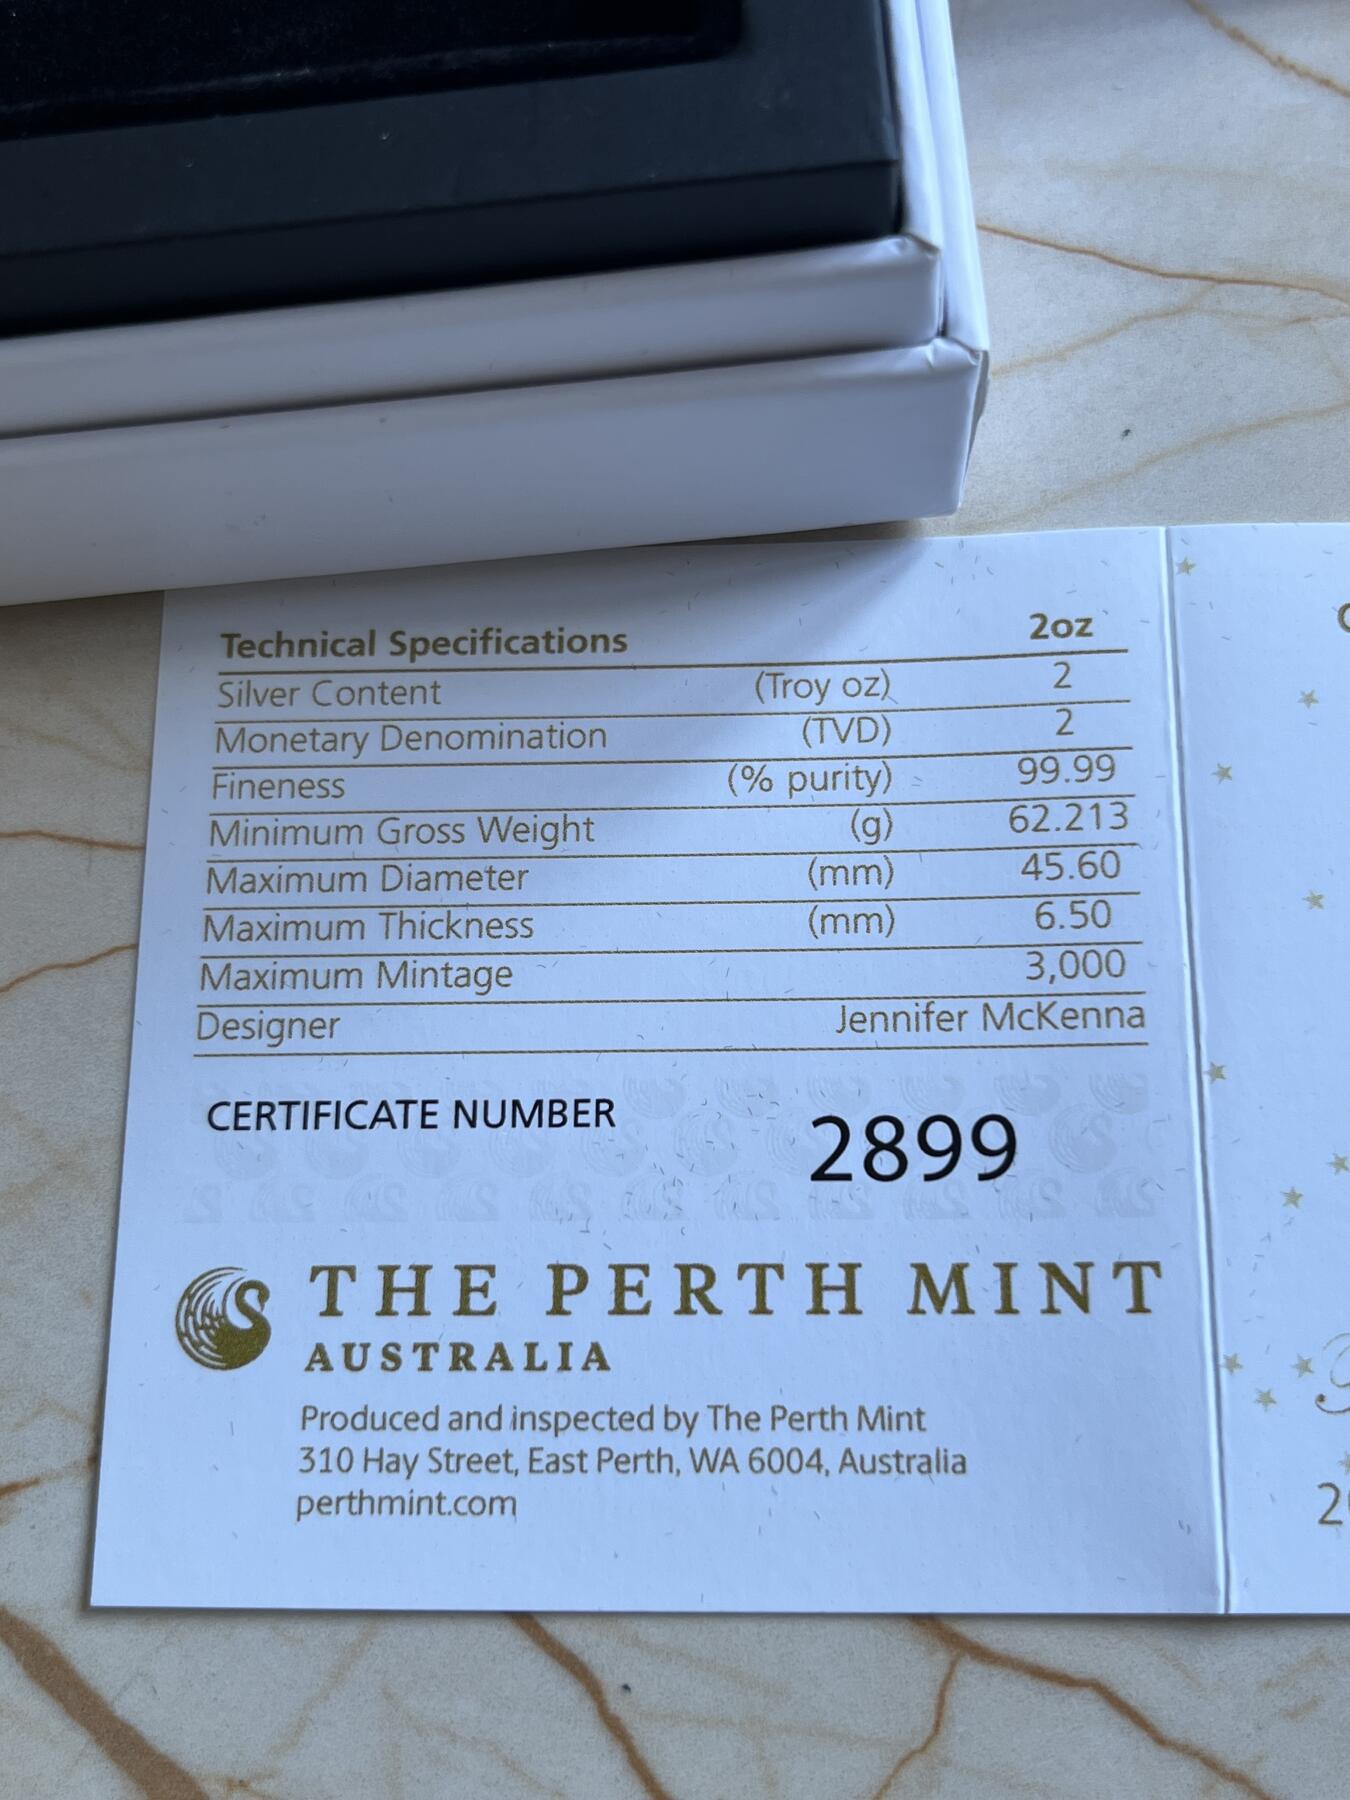 Technical Specifications 2oz
Silver Content (Troy oz) 2
Monetary Denomination (TVD) 2
Fineness (% purity) 99.99
Minimum Gross Weight (g) 62.213
Maximum Diameter (mm) 45.60
Maximum Thickness (mm) 6.50
Maximum Mintage 3,000
Designer Jennifer McKenna
CERTIFICATE NUMBER 2899
THE PERTH MINT
AUSTRALIA
Produced and inspected by The Perth Mint
310 Hay Street, East Perth, WA 6004, Australia
perthmint.com